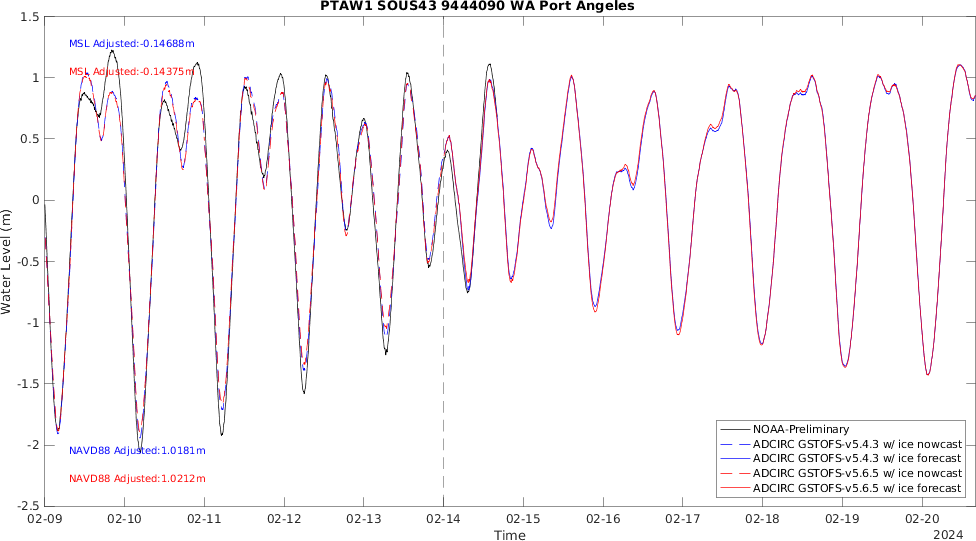 PTAW1 SOUS43 9444090 WA Port Angeles
1.5
1
0.5
0
-0.5
-1
-1.5
-2
-2.5
Water Level (m)
MSL Adjusted:-0.14688m
MSL Adjusted:-0.14375m
NAVD88 Adjusted:1.0181m
NAVD88 Adjusted:1.0212m
NOAA-Preliminary
ADCIRC GSTOFS-v5.4.3 w/ ice nowcast
ADCIRC GSTOFS-v5.4.3 w/ ice forecast
ADCIRC GSTOFS-v5.6.5 w/ ice nowcast
ADCIRC GSTOFS-v5.6.5 w/ ice forecast
02-09 02-10 02-11 02-12 02-13 02-14 02-15 02-16 02-17 02-18 02-19 02-20
Time
2024